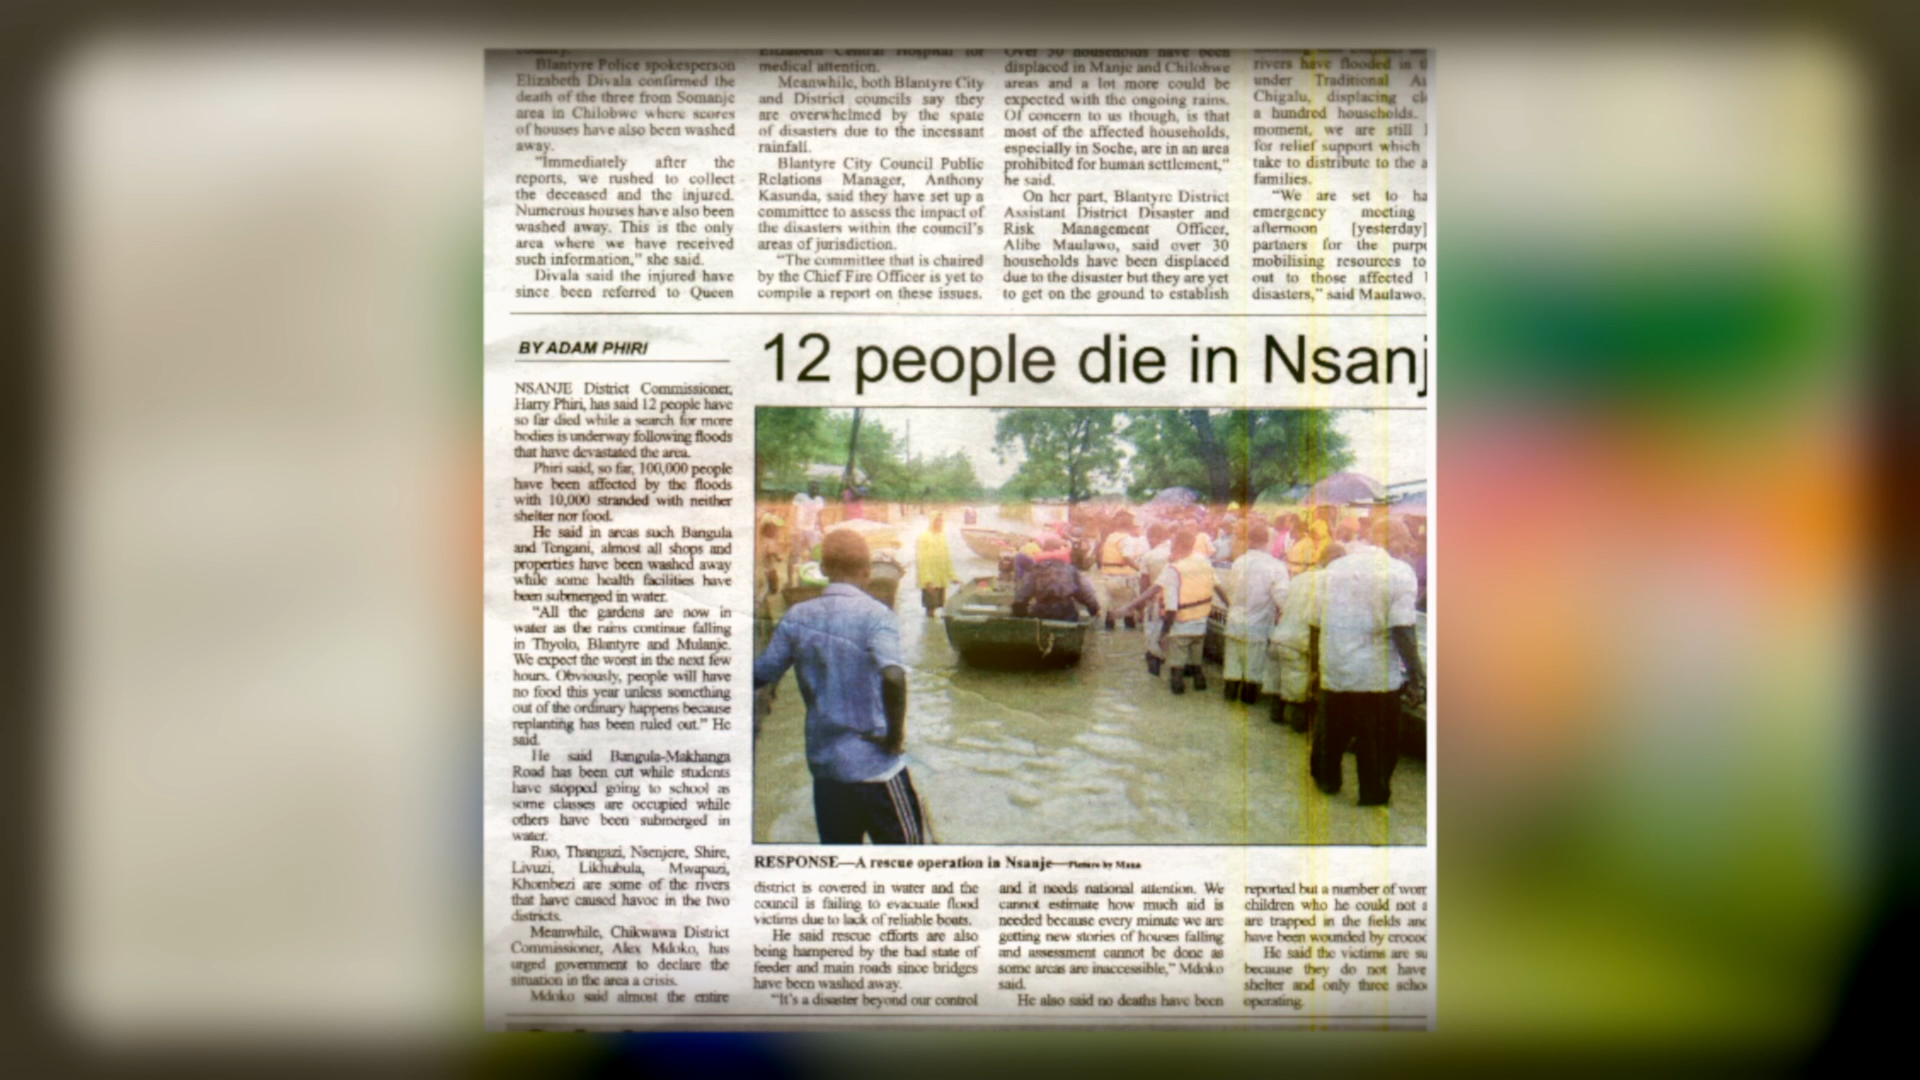 country.
Blantyre Police spokesperson
Elizabeth Divala confirmed the
death of the three from Somanje
area in Chilobwe where scores
of houses have also been washed
away.
"Immediately after the
reports, we rushed to collect
the deceased and the injured.
Numerous houses have also been
washed away. This is the only
area where we have received
such information," she said.
Divala said the injured have
since been referred to Queen
Elizabeth Central Hospital for
medical attention.
Meanwhile, both Blantyre City
and District councils say they
are overwhelmed by the spate
of disasters due to the incessant
rainfall.
Blantyre City Council Public
Relations Manager, Anthony
Kasunda, said they have set up a
committee to assess the impact of
the disasters within the council's
areas of jurisdiction.
"The committee that is chaired
by the Chief Fire Officer is yet to
compile a report on these issues.
Over 50 households have been
displaced in Manje and Chilobwe
areas and a lot more could be
expected with the ongoing rains.
Of concern to us though, is that
most of the affected households,
especially in Soche, are in an area
prohibited for human settlement,"
he said.
On her part, Blantyre District
Assistant District Disaster and
Risk Management Officer,
Alibe Maulawo, said over 30
households have been displaced
due to the disaster but they are yet
to get on the ground to establish
rivers have flooded in
under Traditional
Chigalu, displacing
a hundred households.
moment, we are still
for relief support which
take to distribute to the
families.
"We are set to
emergency meeting
afternoon [yesterday]
partners for the
mobilising resources to
out to those affected
disasters," said Maulawo.
BY ADAM PHIRI
12 people die in Nsanj
NSANJE District Commissioner,
Harry Phiri, has said 12 people have
so far died while a search for more
bodies is underway following floods
that have devastated the area.
Phiri said, so far, 100,000 people
have been affected by the floods
with 10,000 stranded with neither
shelter nor food.
He said in areas such Bangula
and Tengani, almost all shops and
properties have been washed away
while some health facilities have
been submerged in water.
"All the gardens are now in
water as the rains continue falling
in Thyolo, Blantyre and Mulanje.
We expect the worst in the next few
hours. Obviously, people will have
no food this year unless something
out of the ordinary happens because
replanting has been ruled out." He
said.
He said Bangula-Makhanga
Road has been cut while students
have stopped going to school as
some classes are occupied while
others have been submerged in
water.
Ruo, Thangazi, Nsenjere, Shire,
Livuzi, Likhubula, Mwapazi,
Khombezi are some of the rivers
that have caused havoc in the two
districts.
Meanwhile, Chikwawa District
Commissioner, Alex Mdoko, has
urged government to declare the
situation in the area a crisis.
Mdoko said almost the entire
RESPONSE—A rescue operation in Nsanje—Picture by Mana
district is covered in water and the
council is failing to evacuate flood
victims due to lack of reliable boats.
He said rescue efforts are also
being hampered by the bad state of
feeder and main roads since bridges
have been washed away.
"It's a disaster beyond our control
and it needs national attention. We
cannot estimate how much aid is
needed because every minute we are
getting new stories of houses falling
and assessment cannot be done as
some areas are inaccessible," Mdoko
said.
He also said no deaths have been
reported but a number of
children who he could not
are trapped in the fields
have been wounded by
He said the victims are
because they do not have
shelter and only three
operating.